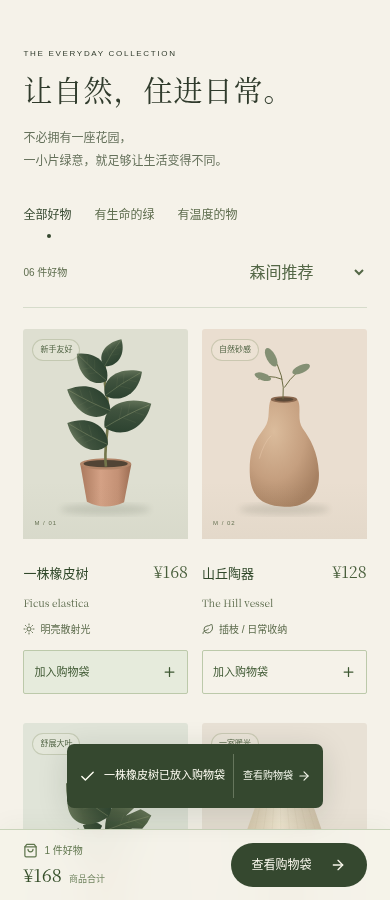 THE EVERYDAY COLLECTION
让自然，住进日常。
不必拥有一座花园，
一小片绿意，就足够让生活变得不同。
全部好物 有生命的绿 有温度的物
06 件好物 森间推荐
新手友好 自然砂感
M / 01 M / 02
一株橡皮树 ¥168 山丘陶器 ¥128
Ficus elastica The Hill vessel
明亮散射光 插枝 / 日常收纳
加入购物袋 + 加入购物袋 +
舒展大叶 一室暖光
一株橡皮树已放入购物袋 查看购物袋 →
1 件好物
¥168 商品合计 查看购物袋 →